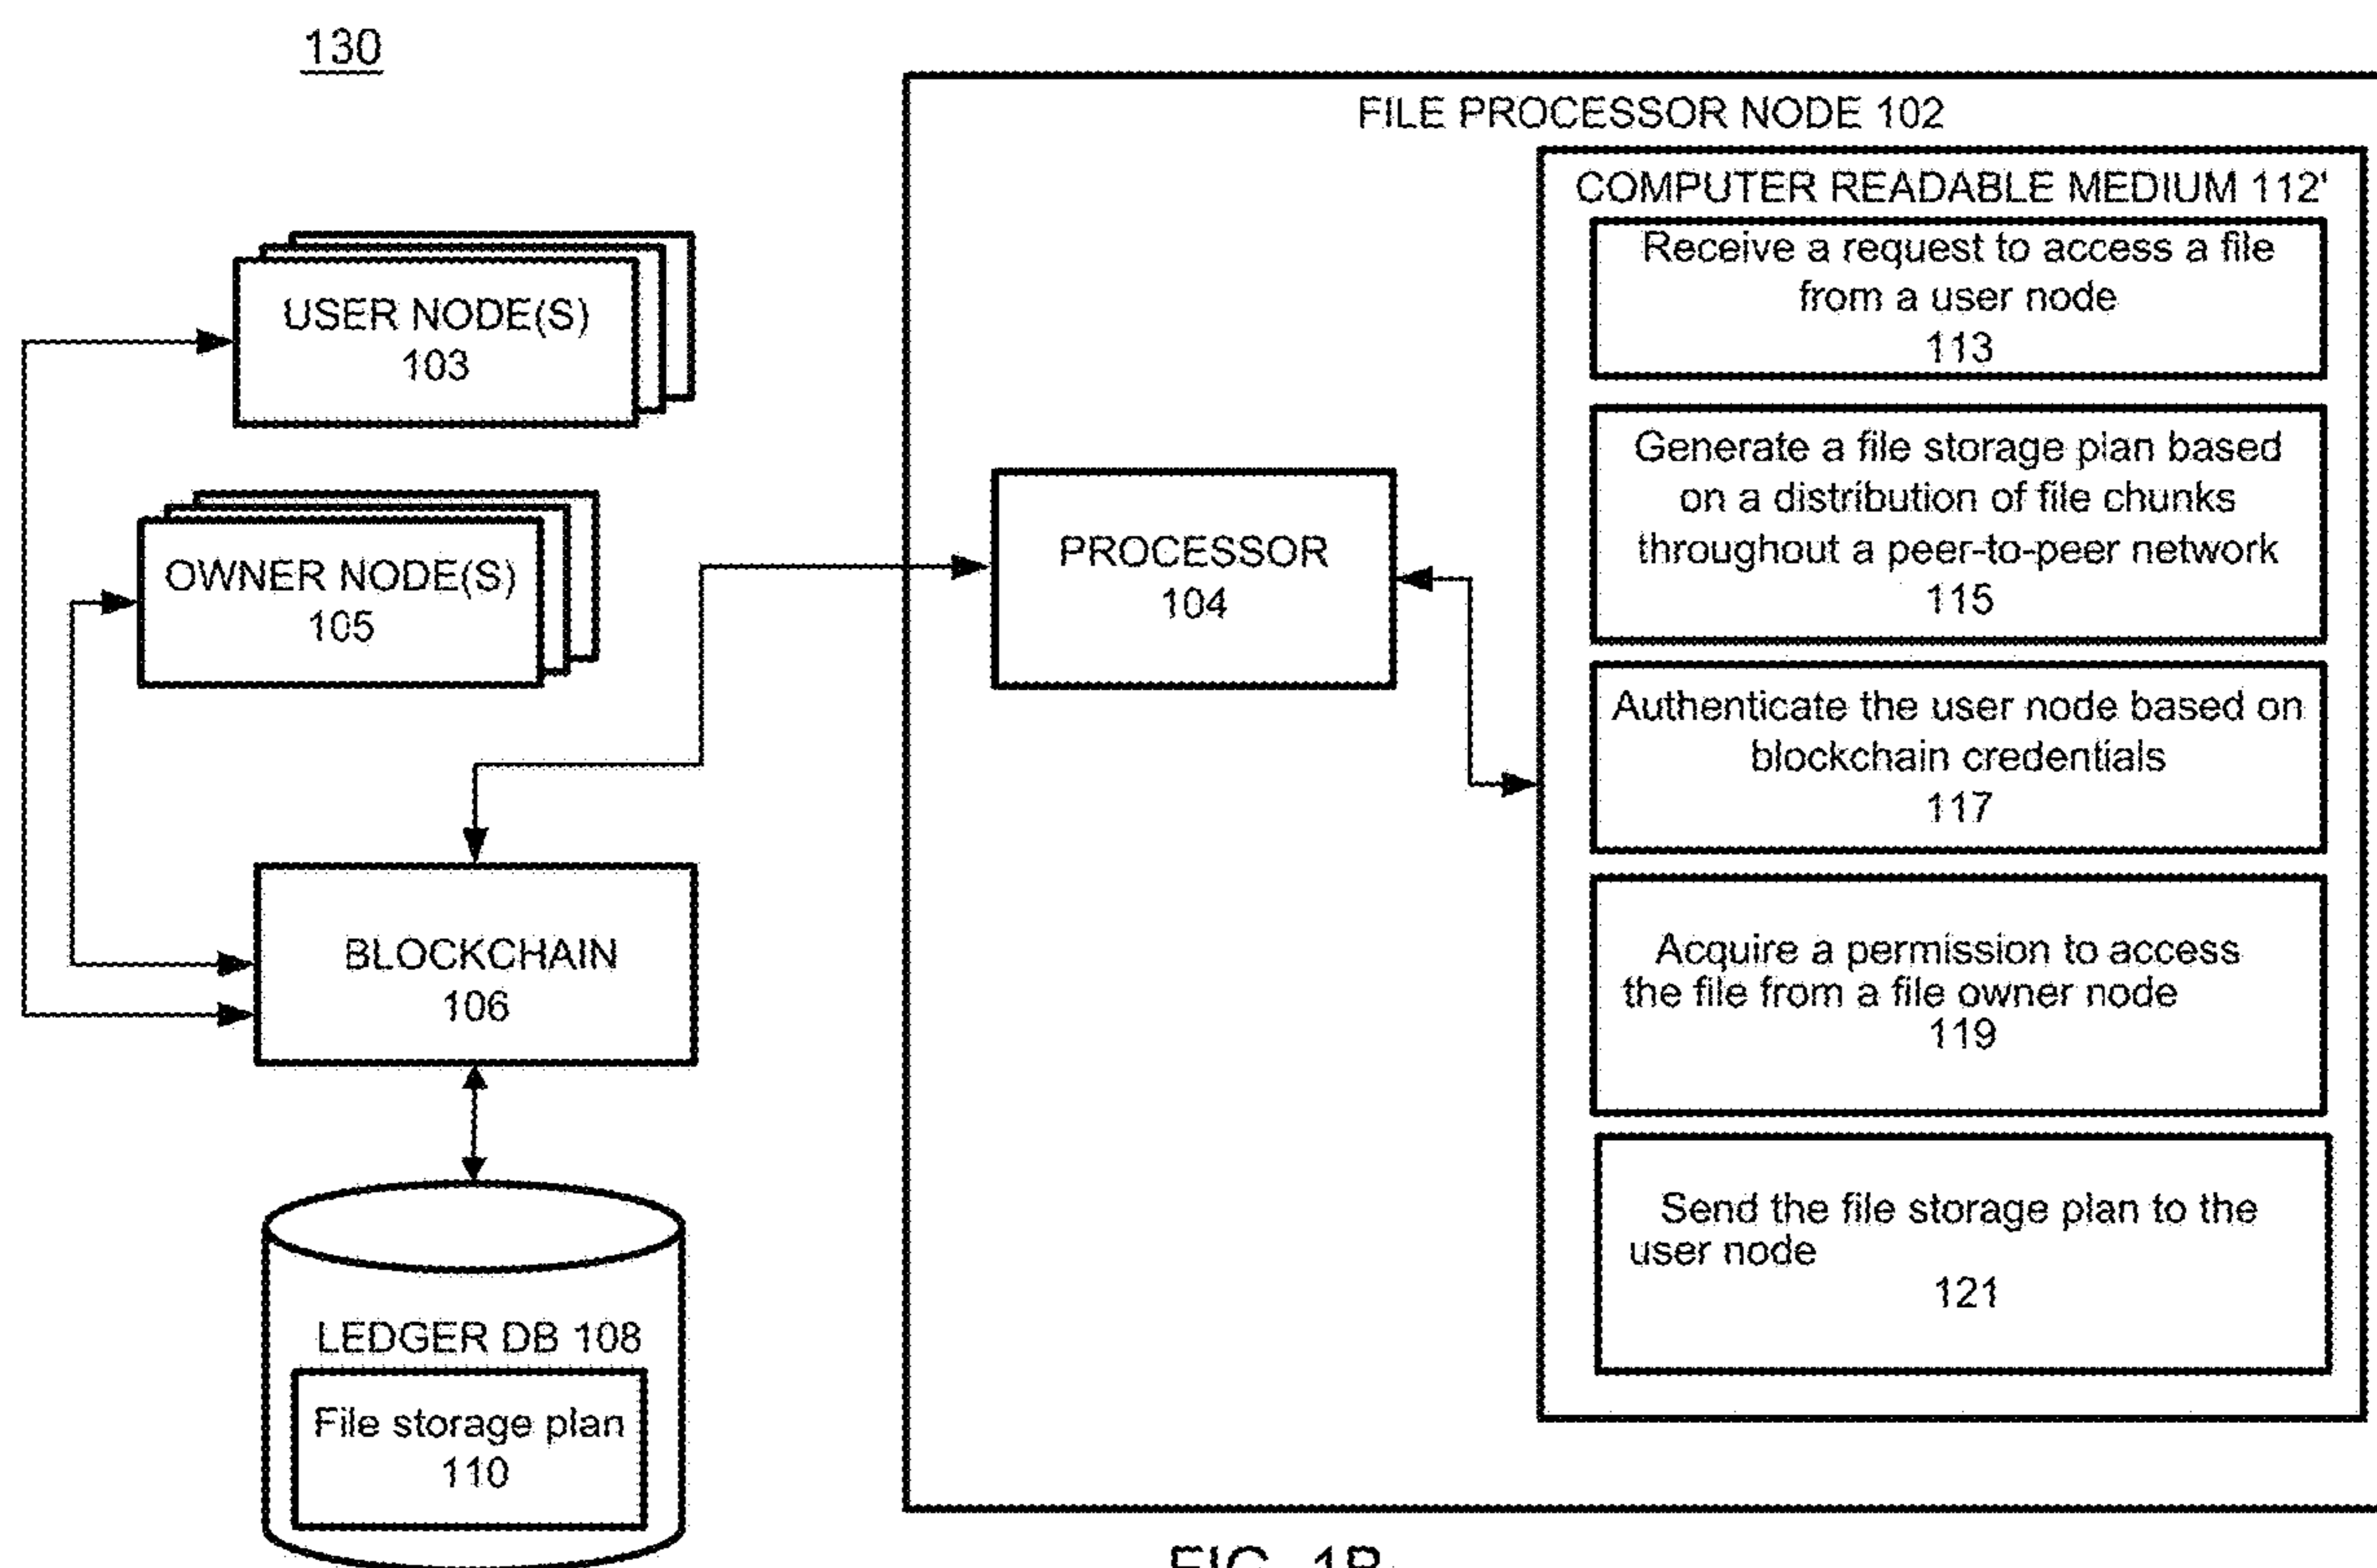 130
FILE PROCESSOR NODE 102
COMPUTER READABLE MEDIUM 112'
Receive a request to access a file
from a user node
113
Generate a file storage plan based
on a distribution of file chunks
throughout a peer-to-peer network
115
Authenticate the user node based on
blockchain credentials
117
Acquire a permission to access
the file from a file owner node
119
Send the file storage plan to the
user node
121
USER NODE(S)
103
OWNER NODE(S)
105
PROCESSOR
104
BLOCKCHAIN
106
LEDGER DB 108
File storage plan
110
FIG. 1B